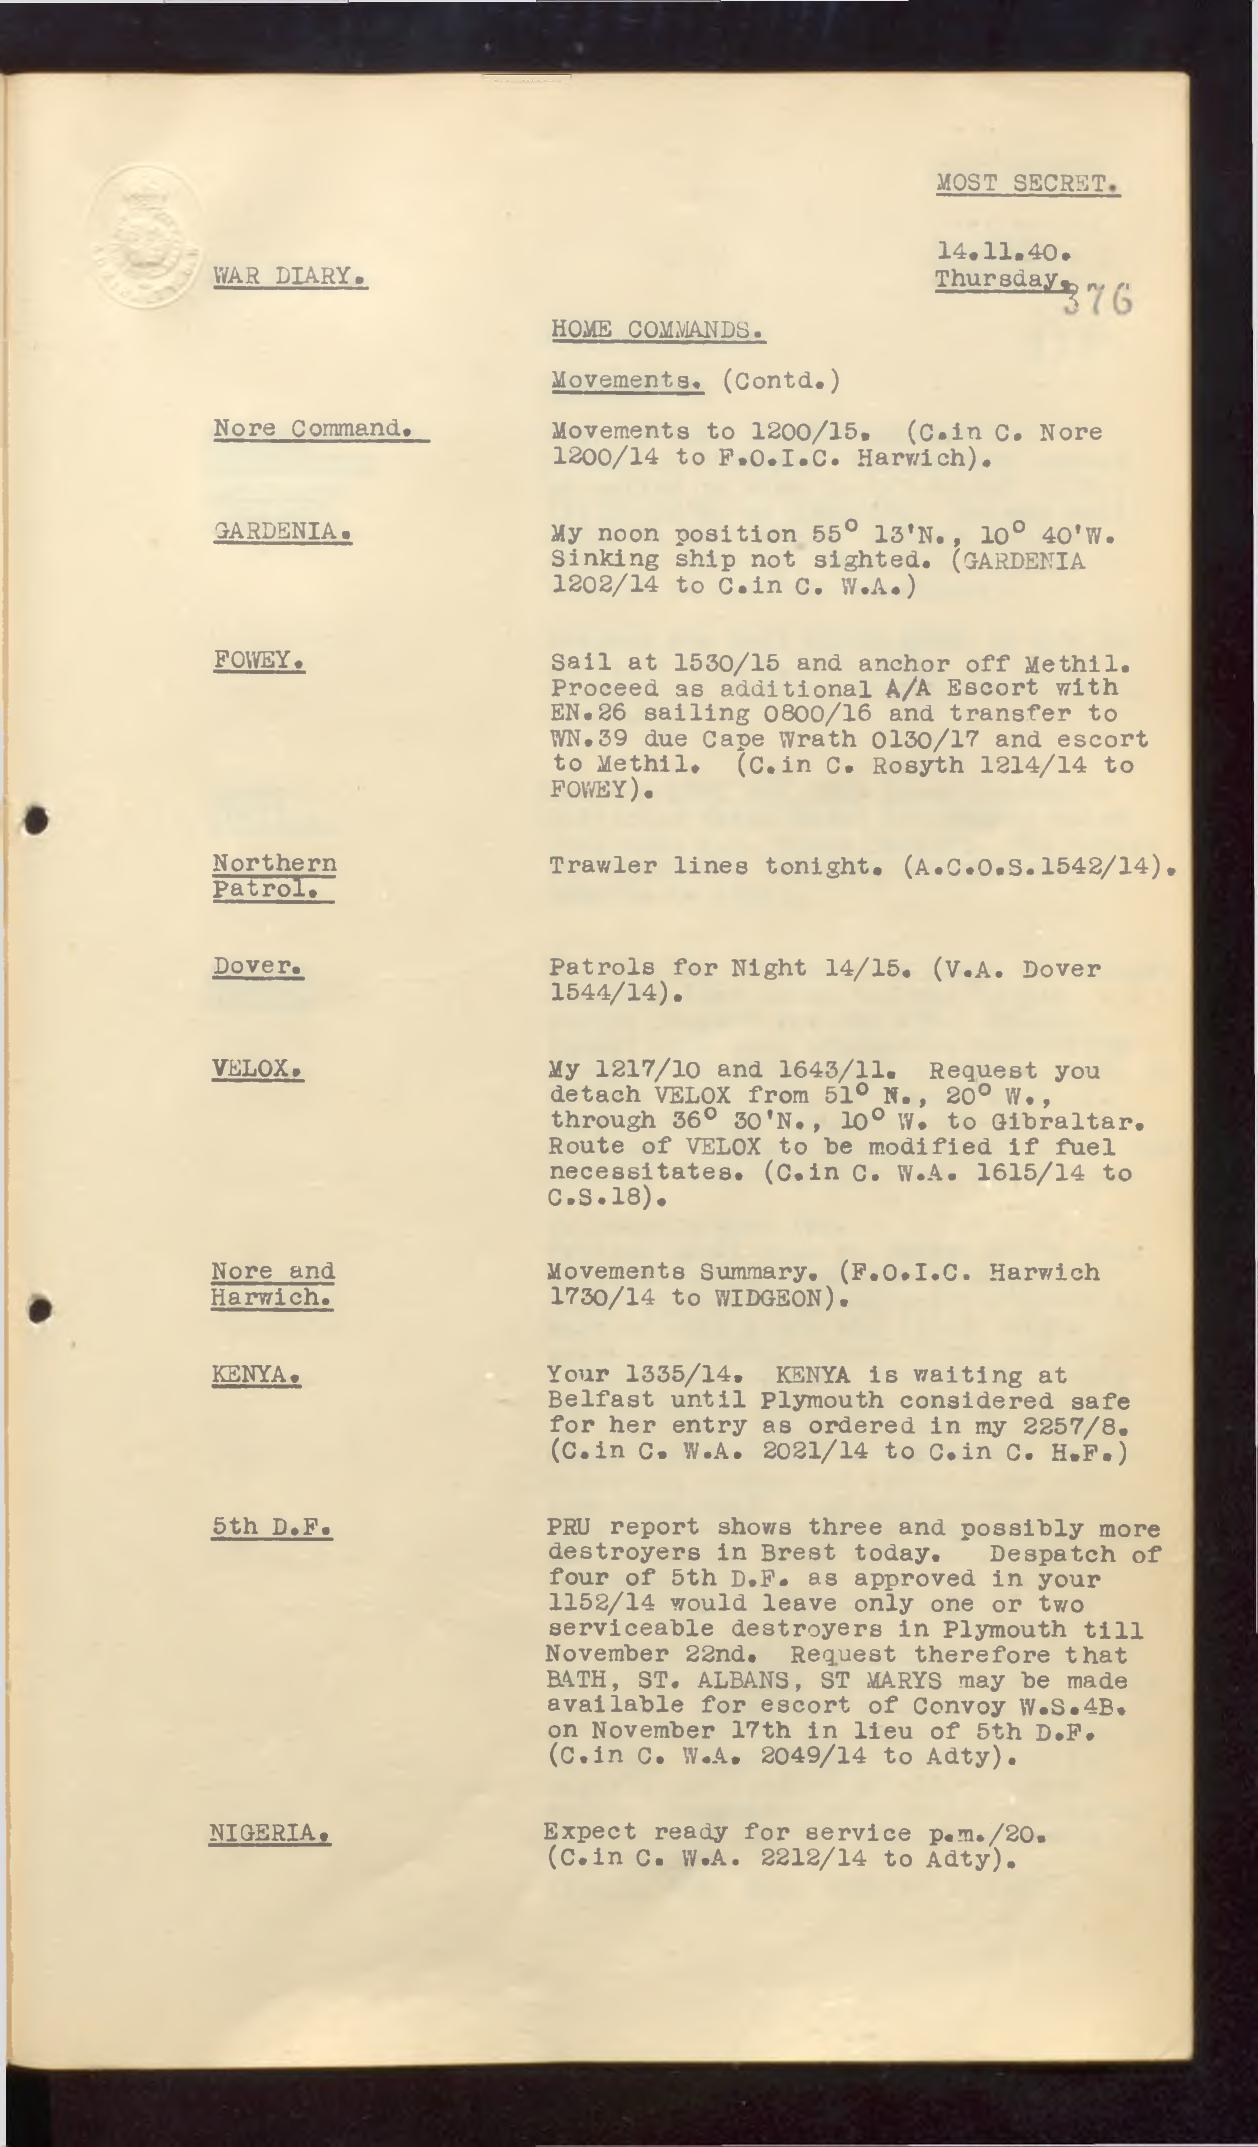 MOST SECRET.
14.11.40.
Thursday.
376
WAR DIARY.
HOME COMMANDS.
Movements. (Contd.)
Nore Command.
Movements to 1200/15. (C.in C. Nore
1200/14 to F.O.I.C. Harwich).
GARDENIA.
My noon position 55° 13'N., 10° 40'W.
Sinking ship not sighted. (GARDENIA
1202/14 to C.in C. W.A.)
FOWEY.
Sail at 1530/15 and anchor off Methil.
Proceed as additional A/A Escort with
EN.26 sailing 0800/16 and transfer to
WN.39 due Cape Wrath 0130/17 and escort
to Methil. (C.in C. Rosyth 1214/14 to
FOWEY).
Northern
Patrol.
Trawler lines tonight. (A.C.O.S.1542/14).
Dover.
Patrols for Night 14/15. (V.A. Dover
1544/14).
VELOX.
My 1217/10 and 1643/11. Request you
detach VELOX from 51° N., 20° W.,
through 36° 30'N., 10° W. to Gibraltar.
Route of VELOX to be modified if fuel
necessitates. (C.in C. W.A. 1615/14 to
C.S.18).
Nore and
Harwich.
Movements Summary. (F.O.I.C. Harwich
1730/14 to WIDGEON).
KENYA.
Your 1335/14. KENYA is waiting at
Belfast until Plymouth considered safe
for her entry as ordered in my 2257/8.
(C.in C. W.A. 2021/14 to C.in C. H.F.)
5th D.F.
PRU report shows three and possibly more
destroyers in Brest today. Despatch of
four of 5th D.F. as approved in your
1152/14 would leave only one or two
serviceable destroyers in Plymouth till
November 22nd. Request therefore that
BATH, ST. ALBANS, ST MARYS may be made
available for escort of Convoy W.S.4B.
on November 17th in lieu of 5th D.F.
(C.in C. W.A. 2049/14 to Adty).
NIGERIA.
Expect ready for service p.m./20.
(C.in C. W.A. 2212/14 to Adty).